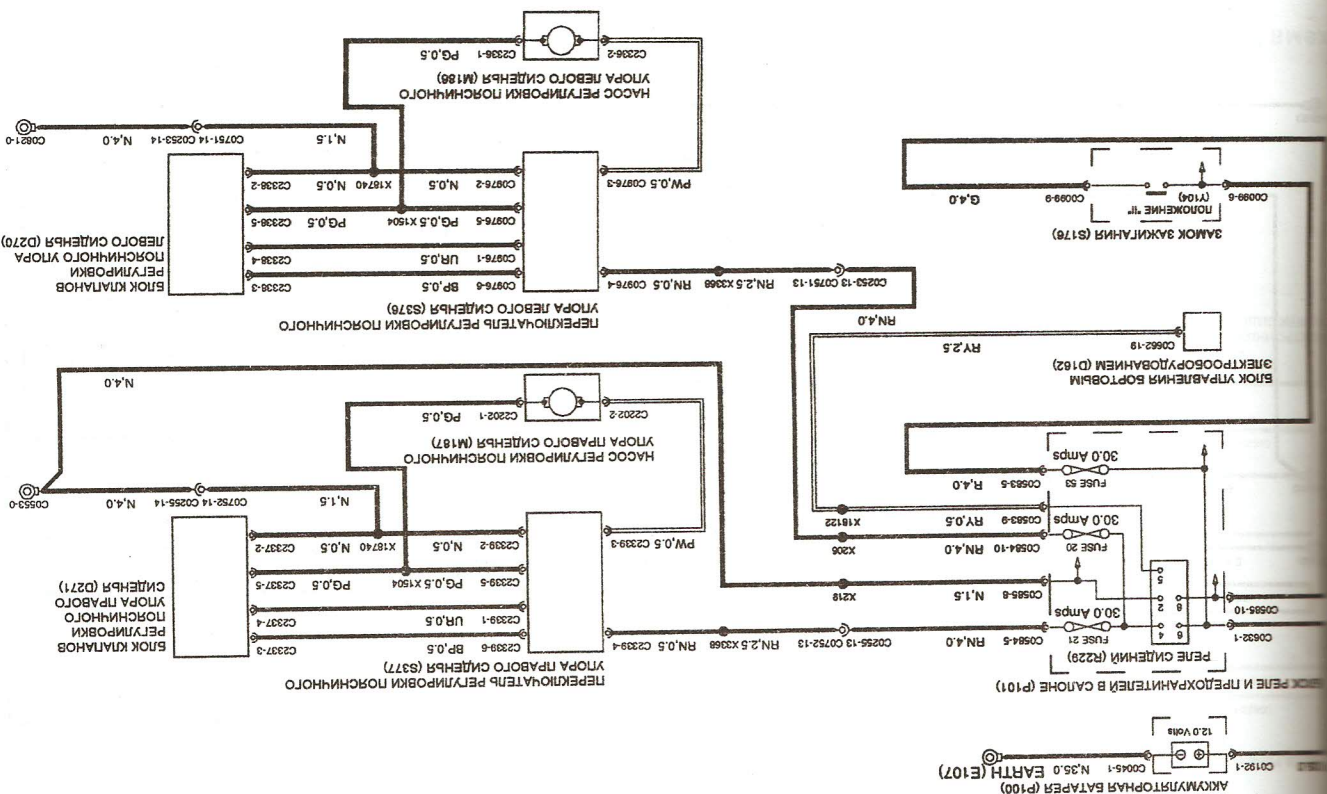 АККУМУЛЯТОРНАЯ БАТАРЕЯ (P100)
C0192-1
C0045-1
N,35.0
EARTH (E107)
12.0 Volts
РЕЛЕ И ПРЕДОХРАНИТЕЛЕЙ В САЛОНЕ (P101)
РЕЛЕ СИДЕНИЙ (R229)
C0632-1
6
4
8
2
5
C0585-10
FUSE 21
30.0 Amps
C0584-5
RN,4.0
C0255-13 C0752-13
RN,2.5
X3368
RN,0.5
C2339-4
C0585-8
N,1.5
X219
FUSE 20
30.0 Amps
C0584-10
RN,4.0
X206
C0583-9
RY,0.5
X18122
FUSE 53
30.0 Amps
C0583-5
R,4.0
ПЕРЕКЛЮЧАТЕЛЬ РЕГУЛИРОВКИ ПОЯСНИЧНОГО
УПОРА ПРАВОГО СИДЕНЬЯ (S377)
БЛОК КЛАПАНОВ
РЕГУЛИРОВКИ
ПОЯСНИЧНОГО
УПОРА ПРАВОГО
СИДЕНЬЯ (D271)
C2339-6
BP,0.5
C2337-3
C2339-1
UR,0.5
C2337-4
C2339-5
PG,0.5
X1504
PG,0.5
C2337-5
C2339-3
PW,0.5
C2339-2
N,0.5
X18740
N,0.5
C2337-2
N,1.5
C0752-14 C0255-14
N,4.0
C0553-0
НАСОС РЕГУЛИРОВКИ ПОЯСНИЧНОГО
УПОРА ПРАВОГО СИДЕНЬЯ (M187)
C2202-2
C2202-1
PG,0.5
N,4.0
БЛОК УПРАВЛЕНИЯ БОРТОВЫМ
ЭЛЕКТРООБОРУДОВАНИЕМ (D162)
C0662-19
RY,2.5
RN,4.0
ПЕРЕКЛЮЧАТЕЛЬ РЕГУЛИРОВКИ ПОЯСНИЧНОГО
УПОРА ЛЕВОГО СИДЕНЬЯ (S376)
БЛОК КЛАПАНОВ
РЕГУЛИРОВКИ
ПОЯСНИЧНОГО УПОРА
ЛЕВОГО СИДЕНЬЯ (D270)
C0253-13 C0751-13
RN,2.5
X3368
RN,0.5
C0976-4
C0976-6
BP,0.5
C2338-3
C0976-1
UR,0.5
C2338-4
C0976-5
PG,0.5
X1504
PG,0.5
C2338-5
PW,0.5
C0976-3
C0976-2
N,0.5
X18740
N,0.5
C2338-2
N,1.5
C0751-14 C0253-14
N,4.0
C0821-0
ЗАМОК ЗАЖИГАНИЯ (S176)
ПОЛОЖЕНИЕ "II"
(Y104)
C0099-6
C0099-9
G,4.0
НАСОС РЕГУЛИРОВКИ ПОЯСНИЧНОГО
УПОРА ЛЕВОГО СИДЕНЬЯ (M186)
C2336-2
C2336-1
PG,0.5